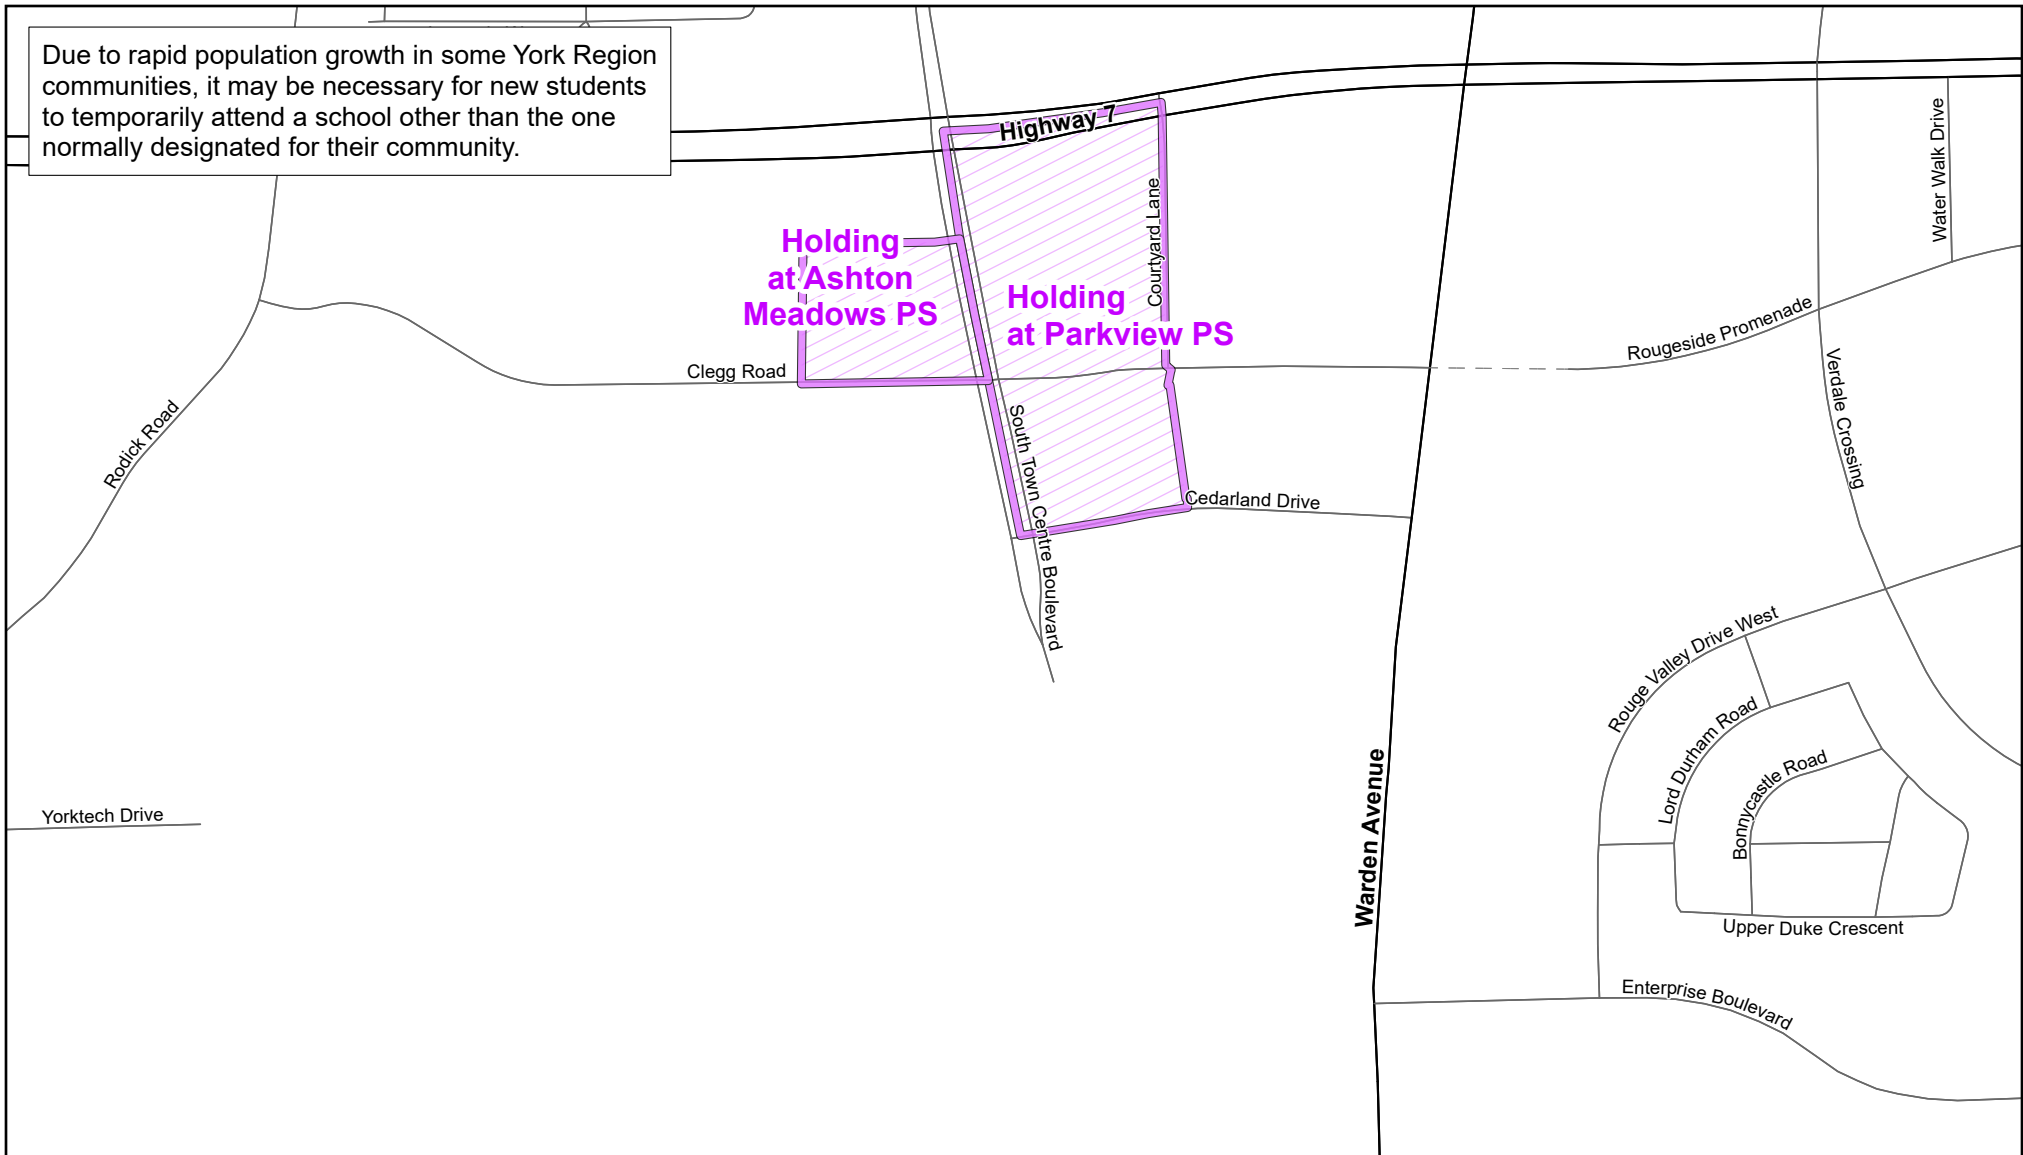 Due to rapid population growth in some York Region
communities, it may be necessary for new students
to temporarily attend a school other than the one
normally designated for their community.
Highway 7
Water Walk Drive
Courtyard Lane
Holding
at Ashton
Meadows PS
Holding
at Parkview PS
Rougeside Promenade
Clegg Road
Verdale Crossing
Rodick Road
South Town Centre Boulevard
Cedarland Drive
Rouge Valley Drive West
Lord Durham Road
Bonnycastle Road
Warden Avenue
Yorktech Drive
Upper Duke Crescent
Enterprise Boulevard